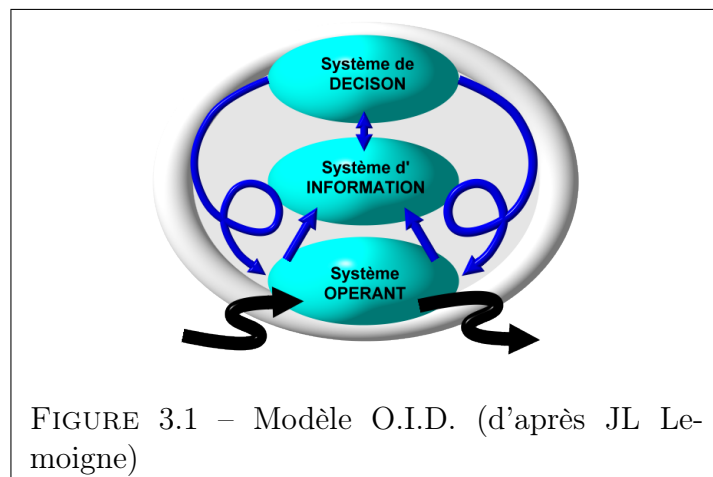 Système de
DECISON
Système d'
INFORMATION
Système
OPERANT
FIGURE 3.1 – Modèle O.I.D. (d'après JL Le-
moigne)